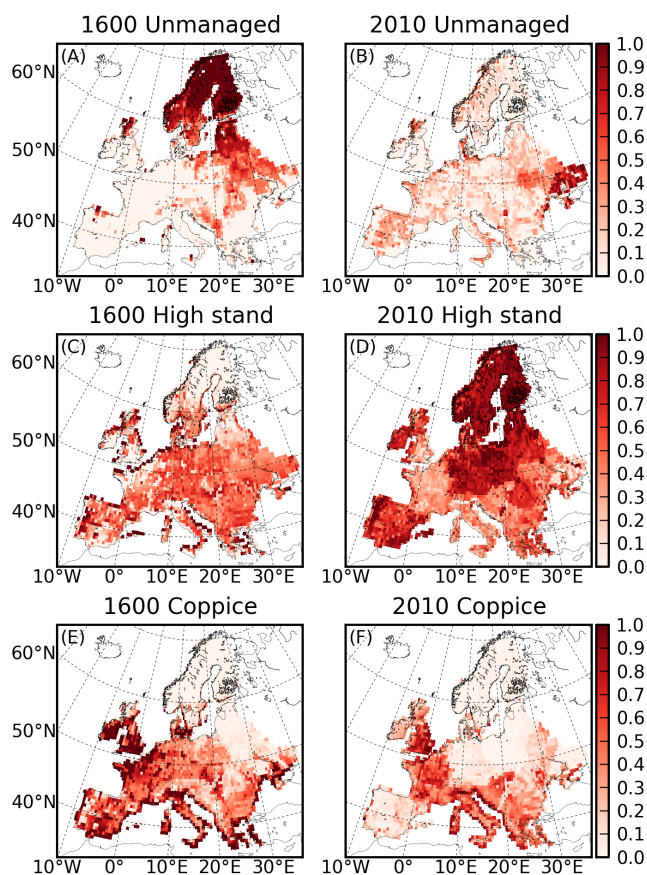 1600 Unmanaged 2010 Unmanaged
(A) (B)
60°N 50°N 40°N
10°W 0° 10°E 20°E 30°E 10°W 0° 10°E 20°E 30°E
1.0 0.9 0.8 0.7 0.6 0.5 0.4 0.3 0.2 0.1 0.0
1600 High stand 2010 High stand
(C) (D)
60°N 50°N 40°N
10°W 0° 10°E 20°E 30°E 10°W 0° 10°E 20°E 30°E
1.0 0.9 0.8 0.7 0.6 0.5 0.4 0.3 0.2 0.1 0.0
1600 Coppice 2010 Coppice
(E) (F)
60°N 50°N 40°N
10°W 0° 10°E 20°E 30°E 10°W 0° 10°E 20°E 30°E
1.0 0.9 0.8 0.7 0.6 0.5 0.4 0.3 0.2 0.1 0.0